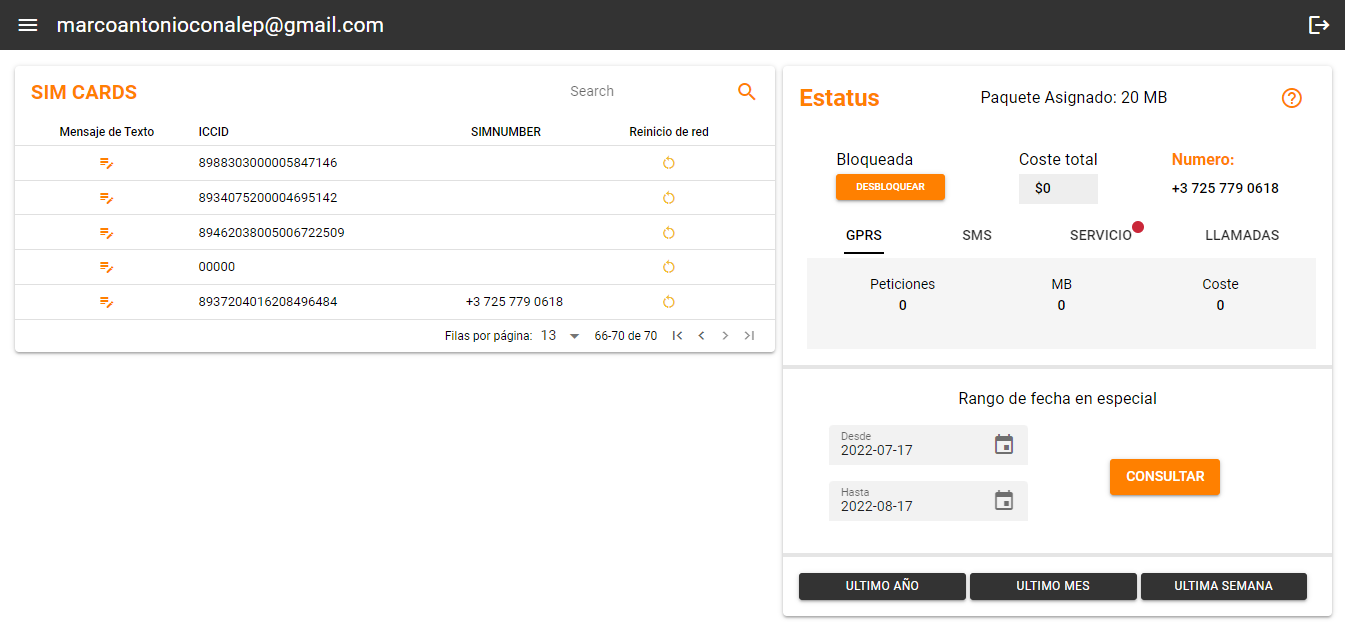 marcoantonioconalep@gmail.com
SIM CARDS
Search
Mensaje de Texto ICCID SIMNUMBER Reinicio de red
8988303000005847146
8934075200004695142
89462038005006722509
00000
8937204016208496484 +3 725 779 0618
Filas por página: 13 66-70 de 70
Estatus Paquete Asignado: 20 MB
Bloqueada Coste total Numero:
DESBLOQUEAR $0 +3 725 779 0618
GPRS SMS SERVICIO LLAMADAS
Peticiones MB Coste
0 0 0
Rango de fecha en especial
Desde
2022-07-17
CONSULTAR
Hasta
2022-08-17
ULTIMO AÑO ULTIMO MES ULTIMA SEMANA